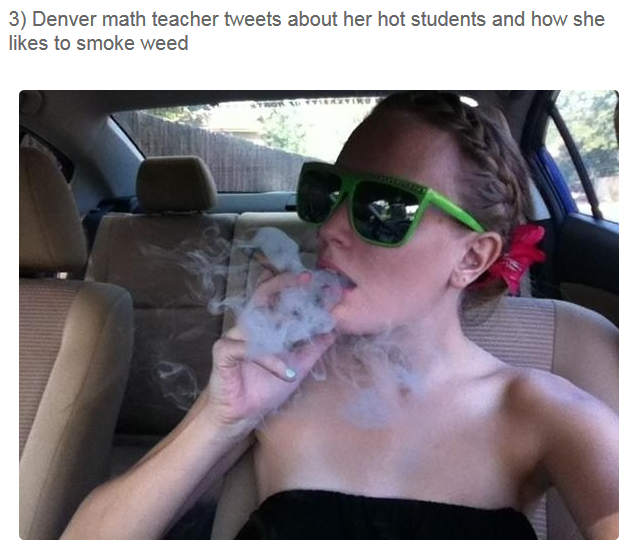 3) Denver math teacher tweets about her hot students and how she
likes to smoke weed